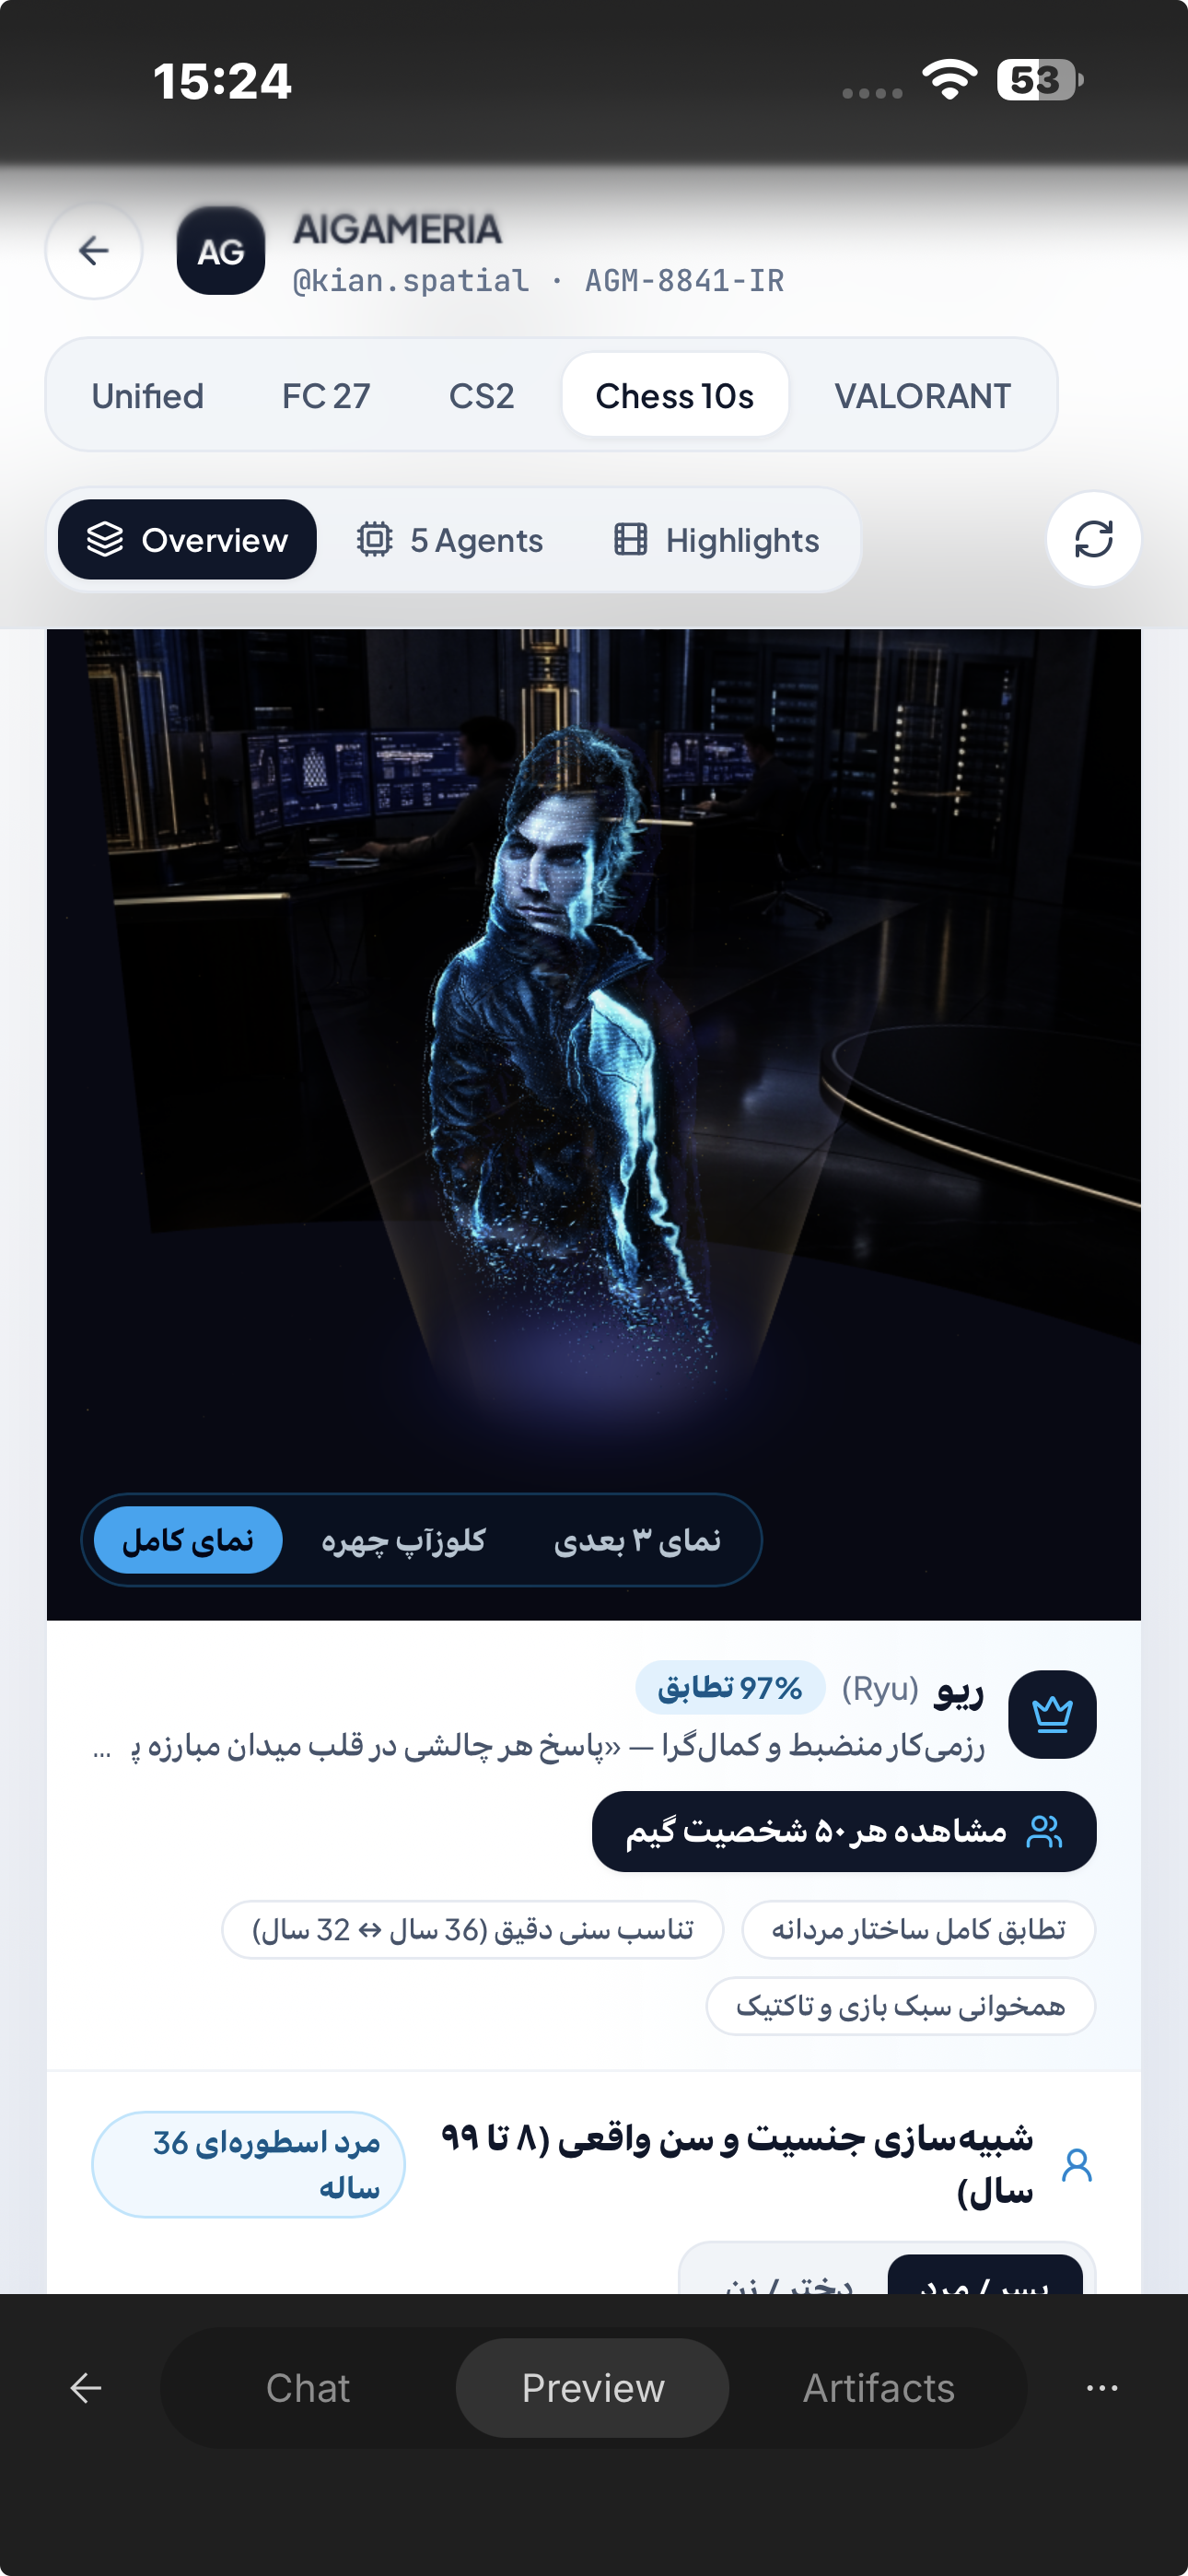 15:24
53
AG
AIGAMERIA
@kian.spatial · AGM-8841-IR
Unified FC 27 CS2 Chess 10s VALORANT
Overview 5 Agents Highlights
نمای کامل کلوزآپ چهره نمای ۳ بعدی
ریو (Ryu) 97% تطابق
رزمی‌کار منضبط و کمال‌گرا — «پاسخ هر چالشی در قلب میدان مبارزه پ ...
مشاهده هر ۵۰ شخصیت گیم
تطابق کامل ساختار مردانه تناسب سنی دقیق (36 سال ↔ 32 سال)
همخوانی سبک بازی و تاکتیک
شبیه‌سازی جنسیت و سن واقعی (۸ تا ۹۹
سال)
مرد اسطوره‌ای 36
ساله
پسر / مرد دختر / زن
Chat Preview Artifacts